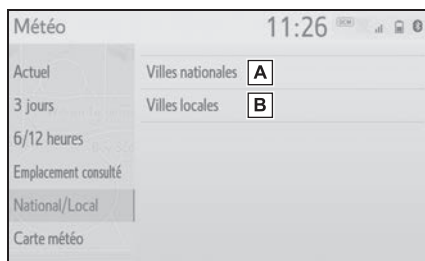 Météo 11:26 DCM
Actuel
3 jours
6/12 heures
Emplacement consulté
National/Local
Carte météo
Villes nationales A
Villes locales B